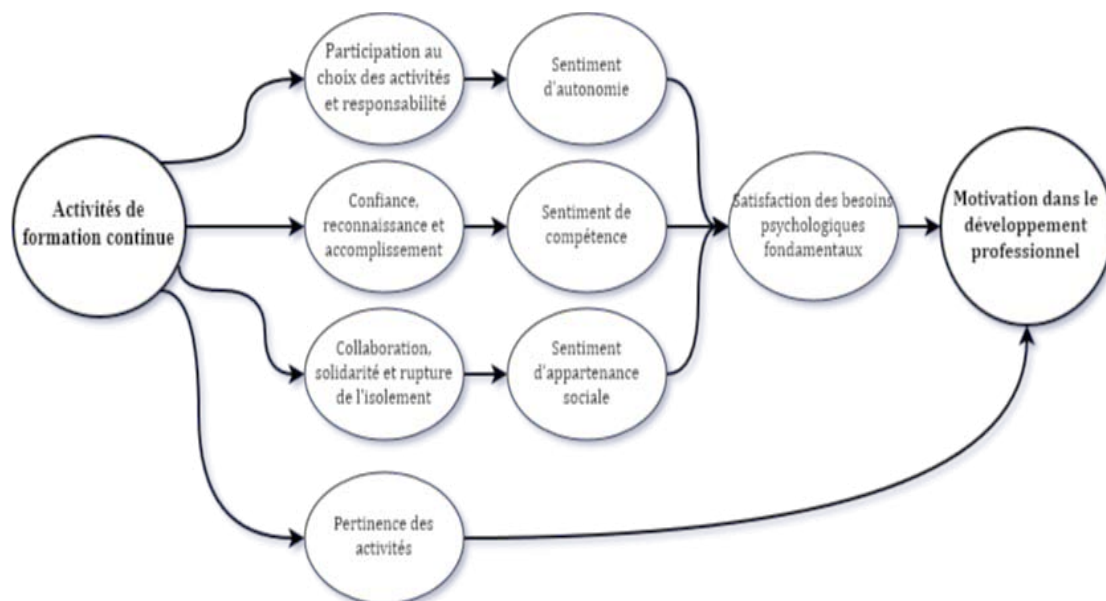 Participation au
choix des activités
et responsabilité
Sentiment
d'autonomie
Activités de
formation continue
Confiance,
reconnaissance et
accomplissement
Sentiment de
compétence
Satisfaction des besoins
psychologiques
fondamentaux
Motivation dans le
développement
professionnel
Collaboration,
solidarité et rupture
de l'isolement
Sentiment
d'appartenance
sociale
Pertinence des
activités